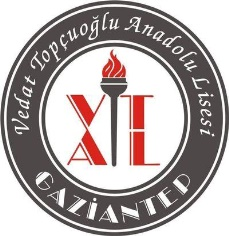 Vedat Topçuoğlu Anadolu Lisesi
GAZİANTEP